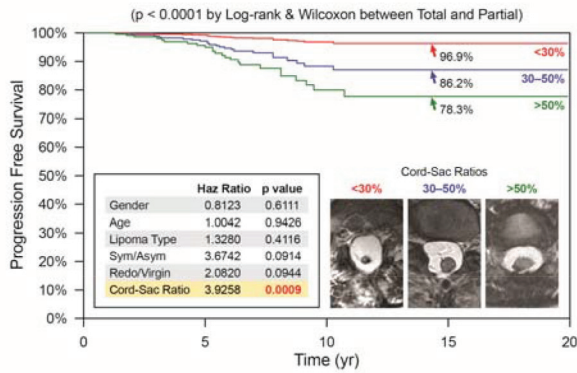 (p < 0.0001 by Log-rank & Wilcoxon between Total and Partial)
100%
90%
80%
70%
60%
50%
40%
30%
20%
10%
0%
Progression Free Survival
96.9%
<30%
86.2%
30–50%
78.3%
>50%
Haz Ratio p value
Gender 0.8123 0.6111
Age 1.0042 0.9426
Lipoma Type 1.3280 0.4116
Sym/Asym 3.6742 0.0914
Redo/Virgin 2.0820 0.0944
Cord-Sac Ratio 3.9258 0.0009
Cord-Sac Ratios
<30% 30–50% >50%
0 5 10 15 20
Time (yr)